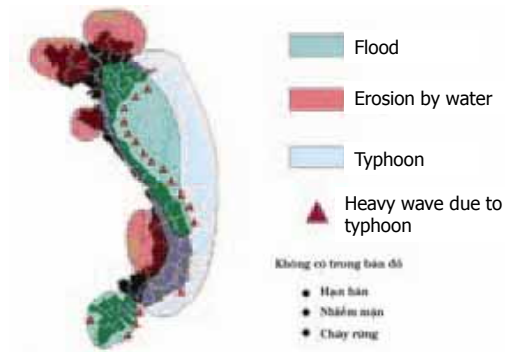 Flood
Erosion by water
Typhoon
Heavy wave due to
typhoon
Không có trong bản đồ
Hạn hán
Nhiễm mặn
Cháy rừng